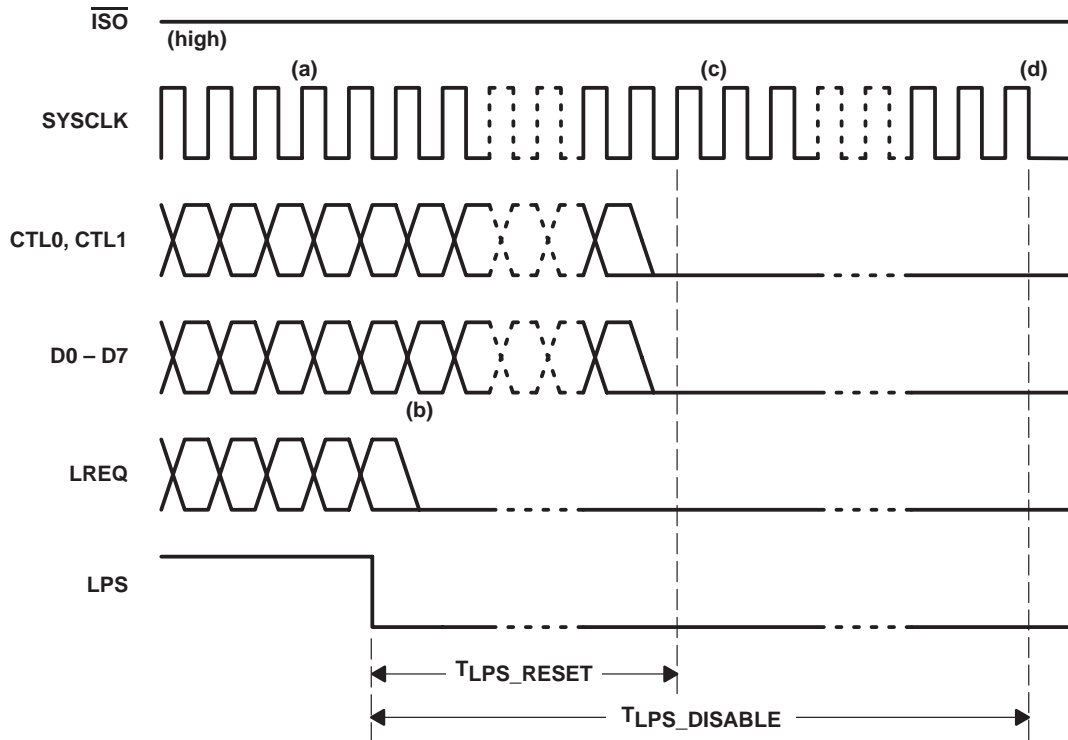 ISO
(high)
(a)
(c)
(d)
SYSCLK
CTL0, CTL1
D0 – D7
(b)
LREQ
LPS
TLPS_RESET
TLPS_DISABLE